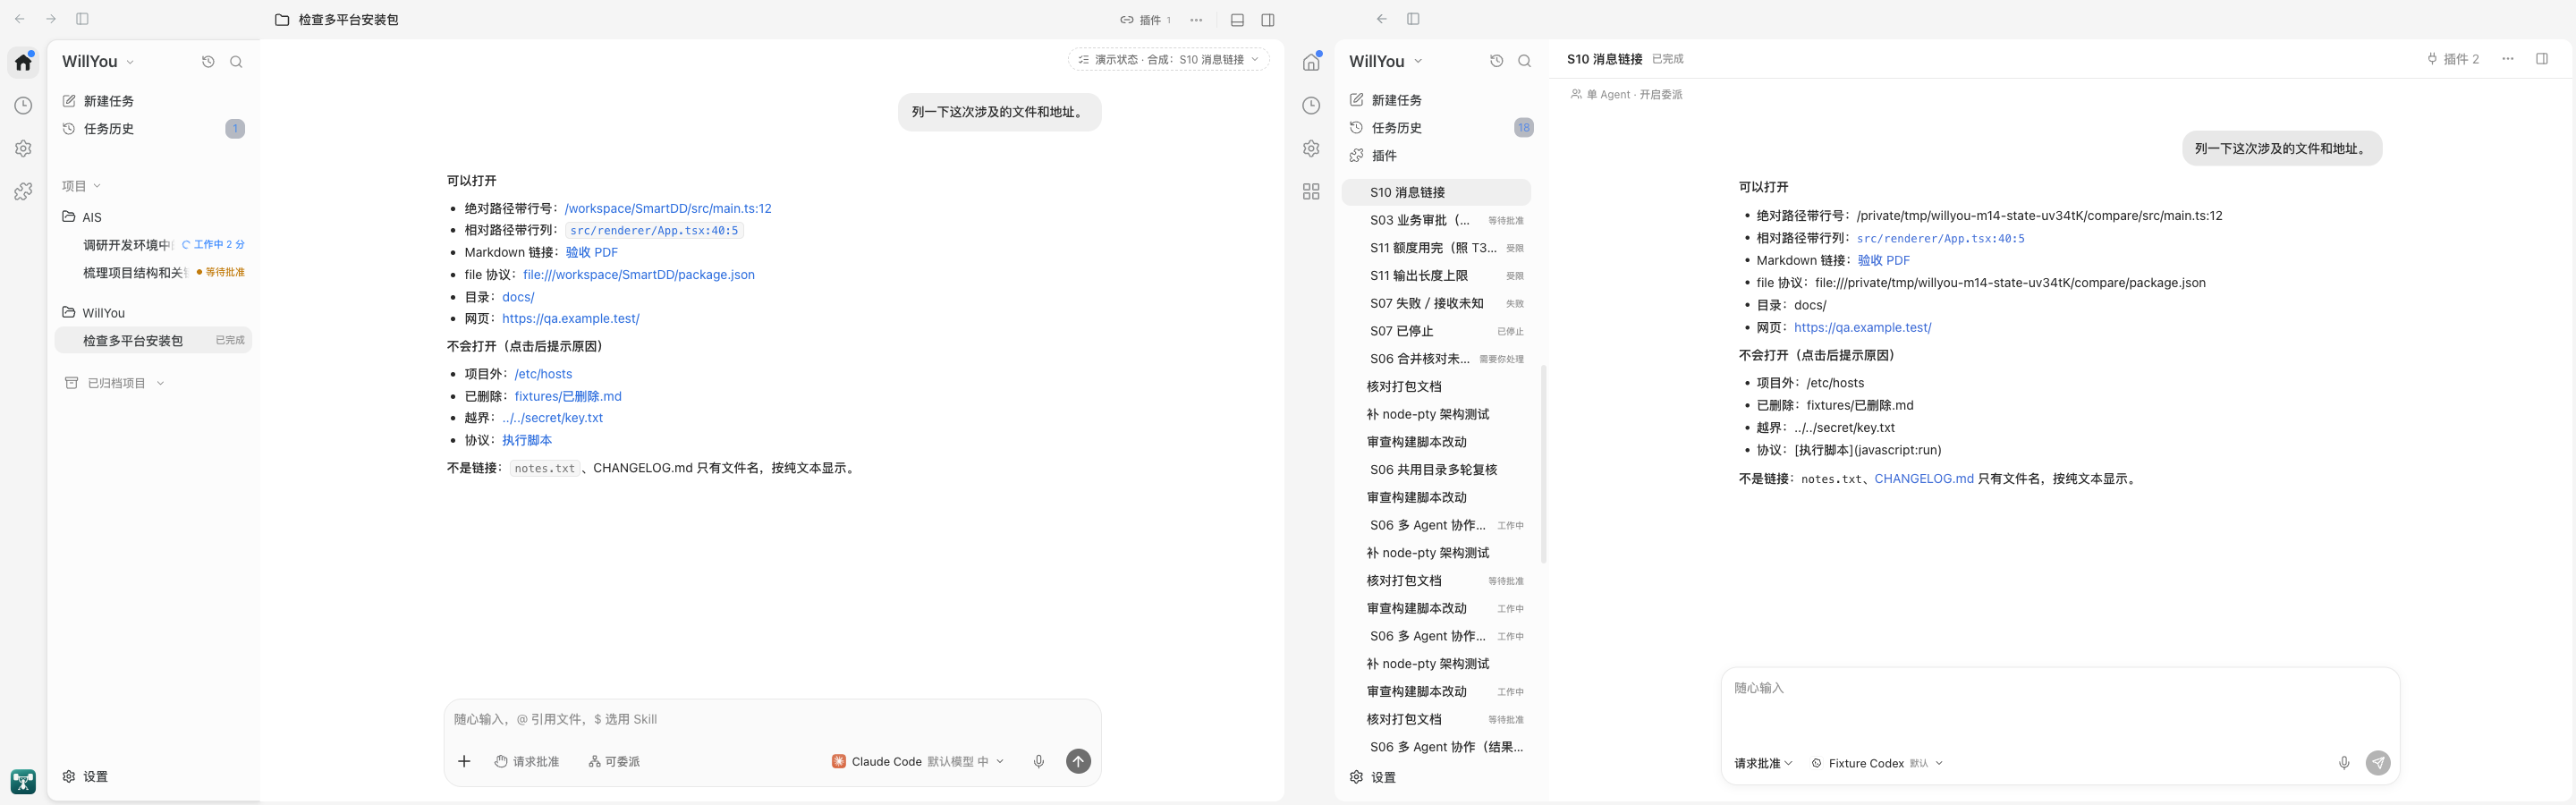 检查多平台安装包
插件 1
WillYou
新建任务
任务历史 1
项目
AIS
调研开发环境中 工作中 2 分
梳理项目结构和关 等待批准
WillYou
检查多平台安装包 已完成
已归档项目
设置
演示状态 · 合成：S10 消息链接
列一下这次涉及的文件和地址。
可以打开
• 绝对路径带行号：/workspace/SmartDD/src/main.ts:12
• 相对路径带行列：src/renderer/App.tsx:40:5
• Markdown 链接：验收 PDF
• file 协议：file:///workspace/SmartDD/package.json
• 目录：docs/
• 网页：https://qa.example.test/
不会打开（点击后提示原因）
• 项目外：/etc/hosts
• 已删除：fixtures/已删除.md
• 越界：../../secret/key.txt
• 协议：执行脚本
不是链接：notes.txt、CHANGELOG.md 只有文件名，按纯文本显示。
随心输入，@ 引用文件，$ 选用 Skill
请求批准 可委派 Claude Code 默认模型 中
WillYou
新建任务
任务历史 18
插件
S10 消息链接
S03 业务审批（... 等待批准
S11 额度用完（照 T3... 受限
S11 输出长度上限 受限
S07 失败 / 接收未知 失败
S07 已停止 已停止
S06 合并核对未... 需要你处理
核对打包文档
补 node-pty 架构测试
审查构建脚本改动
S06 共用目录多轮复核
审查构建脚本改动
S06 多 Agent 协作... 工作中
补 node-pty 架构测试
核对打包文档 等待批准
审查构建脚本改动 工作中
S06 多 Agent 协作... 工作中
补 node-pty 架构测试
审查构建脚本改动 工作中
核对打包文档 等待批准
S06 多 Agent 协作（结果...
设置
S10 消息链接 已完成
插件 2
单 Agent · 开启委派
列一下这次涉及的文件和地址。
可以打开
• 绝对路径带行号：/private/tmp/willyou-m14-state-uv34tK/compare/src/main.ts:12
• 相对路径带行列：src/renderer/App.tsx:40:5
• Markdown 链接：验收 PDF
• file 协议：file:///private/tmp/willyou-m14-state-uv34tK/compare/package.json
• 目录：docs/
• 网页：https://qa.example.test/
不会打开（点击后提示原因）
• 项目外：/etc/hosts
• 已删除：fixtures/已删除.md
• 越界：../../secret/key.txt
• 协议：[执行脚本](javascript:run)
不是链接：notes.txt、CHANGELOG.md 只有文件名，按纯文本显示。
随心输入
请求批准 Fixture Codex 默认